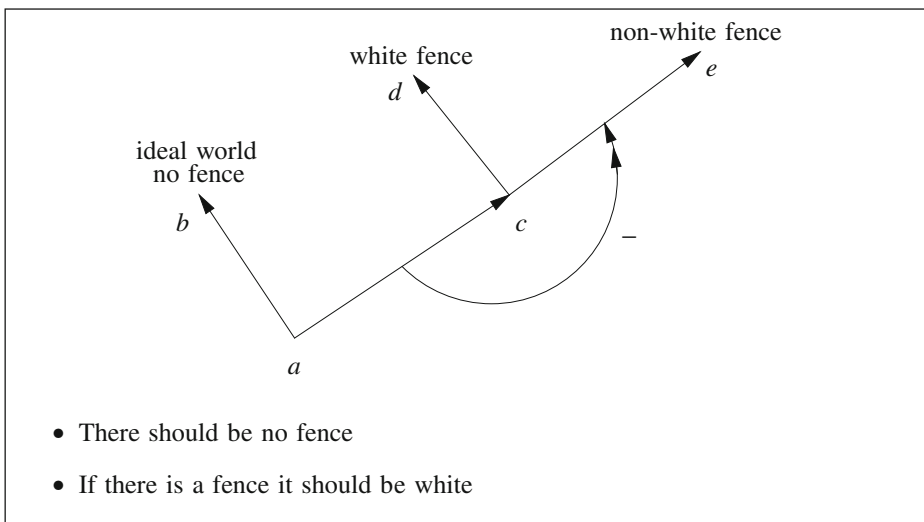 non-white fence
e
white fence
d
ideal world
no fence
b
c
–
a
• There should be no fence
• If there is a fence it should be white